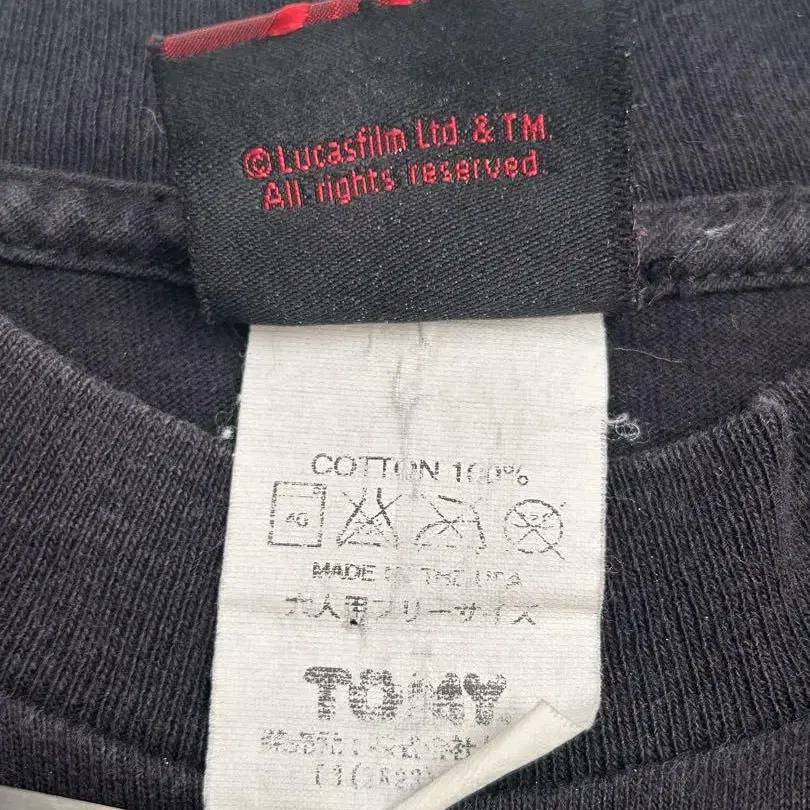 © Lucasfilm Ltd. & TM.
All rights reserved.
COTTON 100%
40
MADE IN THE USA
大人用フリーサイズ
TOMY